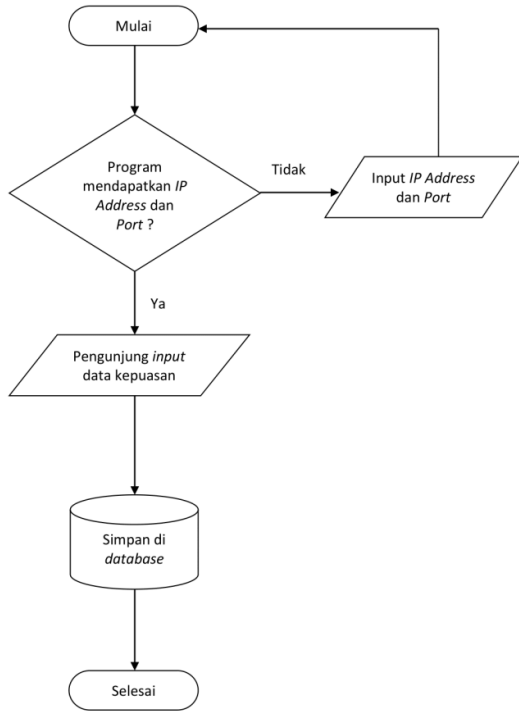 Mulai
Program
mendapatkan IP
Address dan
Port ?
Tidak
Input IP Address
dan Port
Ya
Pengunjung input
data kepuasan
Simpan di
database
Selesai